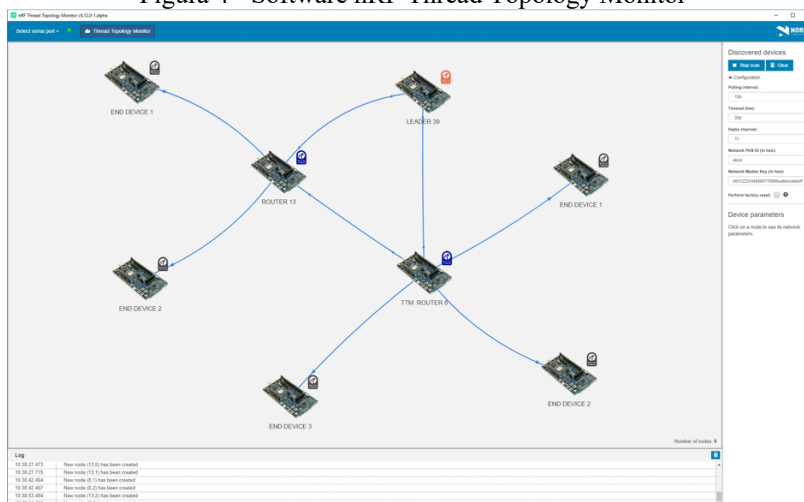 Figura 4 - Software nRF Thread Topology Monitor
nRF Thread Topology Monitor v0.12.0-1.alpha
Select serial port
Thread Topology Monitor
NOR
Discovered devices
Stop scan
Clear
Configuration
Polling interval:
10s
Timeout time:
30s
Radio channel:
11
Network PAN ID (in hex):
abcd
Network Master Key (in hex):
Perform factory reset:
Device parameters
Click on a node to see its network
parameters.
END DEVICE 1
LEADER 39
ROUTER 13
END DEVICE 1
END DEVICE 2
TTM: ROUTER 8
END DEVICE 3
END DEVICE 2
Number of nodes: 8
Log
10:38:27.473 New node (13.0) has been created
10:38:27.715 New node (13.1) has been created
10:38:42.464 New node (8.1) has been created
10:38:42.467 New node (8.2) has been created
10:38:53.494 New node (13.2) has been created